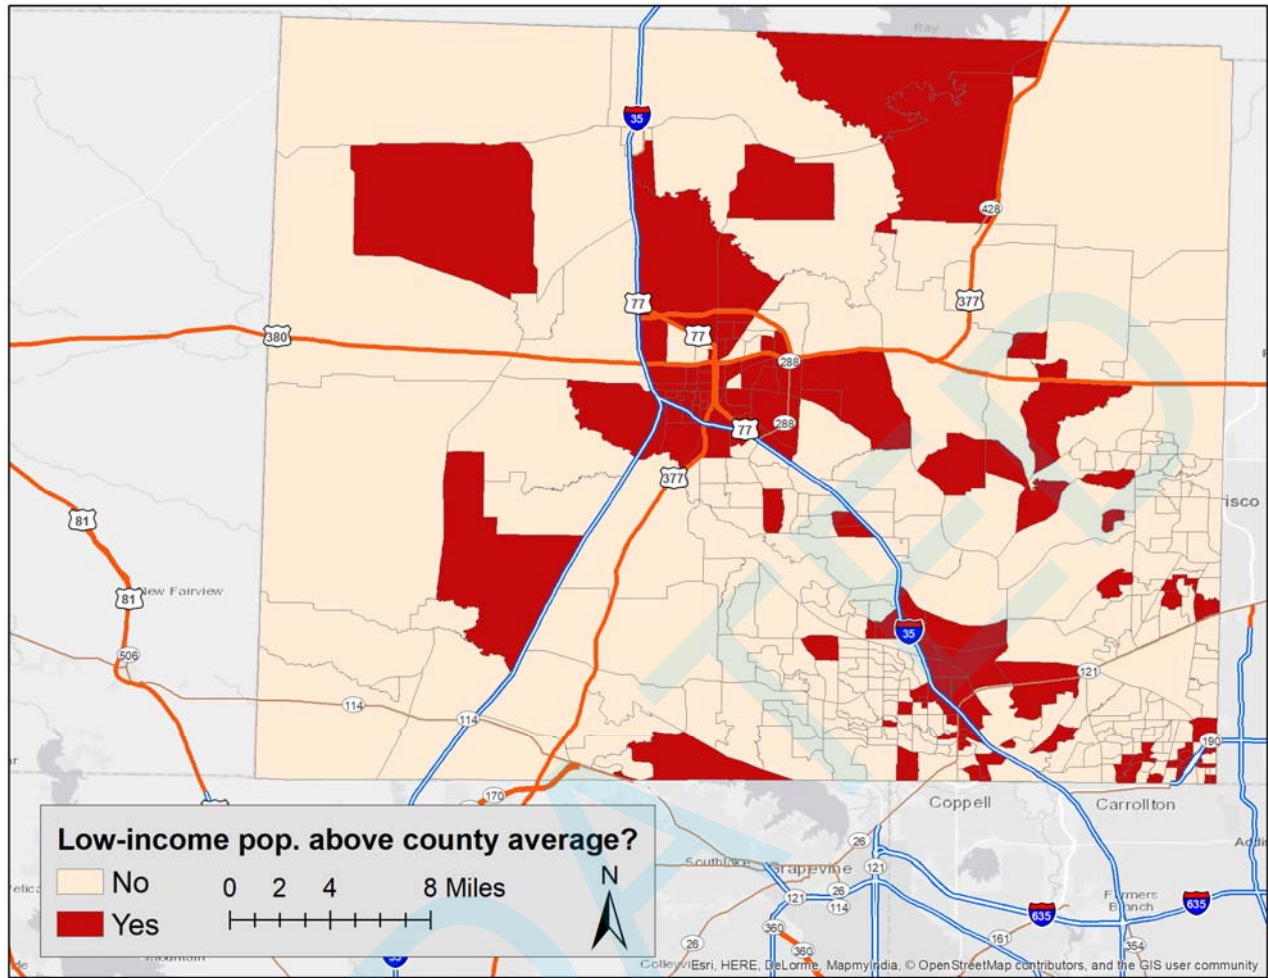 Ray
35
428
77
377
380
77
288
288
77
377
81
isco
81
New Fairview
35
506
121
114
114
190
170
Coppell
Carrollton
Low-income pop. above county average?
No
Yes
0 2 4 8 Miles
N
26
Southlake
Grapevine
121
121
26
114
Farmers
Branch
635
635
360
360
26
161
354
35
Mountain
Esri, HERE, DeLorme, MapmyIndia, © OpenStreetMap contributors, and the GIS user community